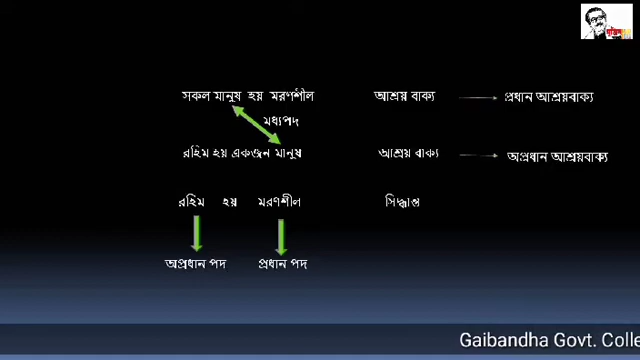 সকল মানুষ হয় মরণশীল আশ্রয় বাক্য প্রধান আশ্রয়বাক্য
মধ্যপদ
রহিম হয় একজন মানুষ আশ্রয় বাক্য অপ্রধান আশ্রয়বাক্য
রহিম হয় মরণশীল সিদ্ধান্ত
অপ্রধান পদ প্রধান পদ
Gaibandha Govt. Colle